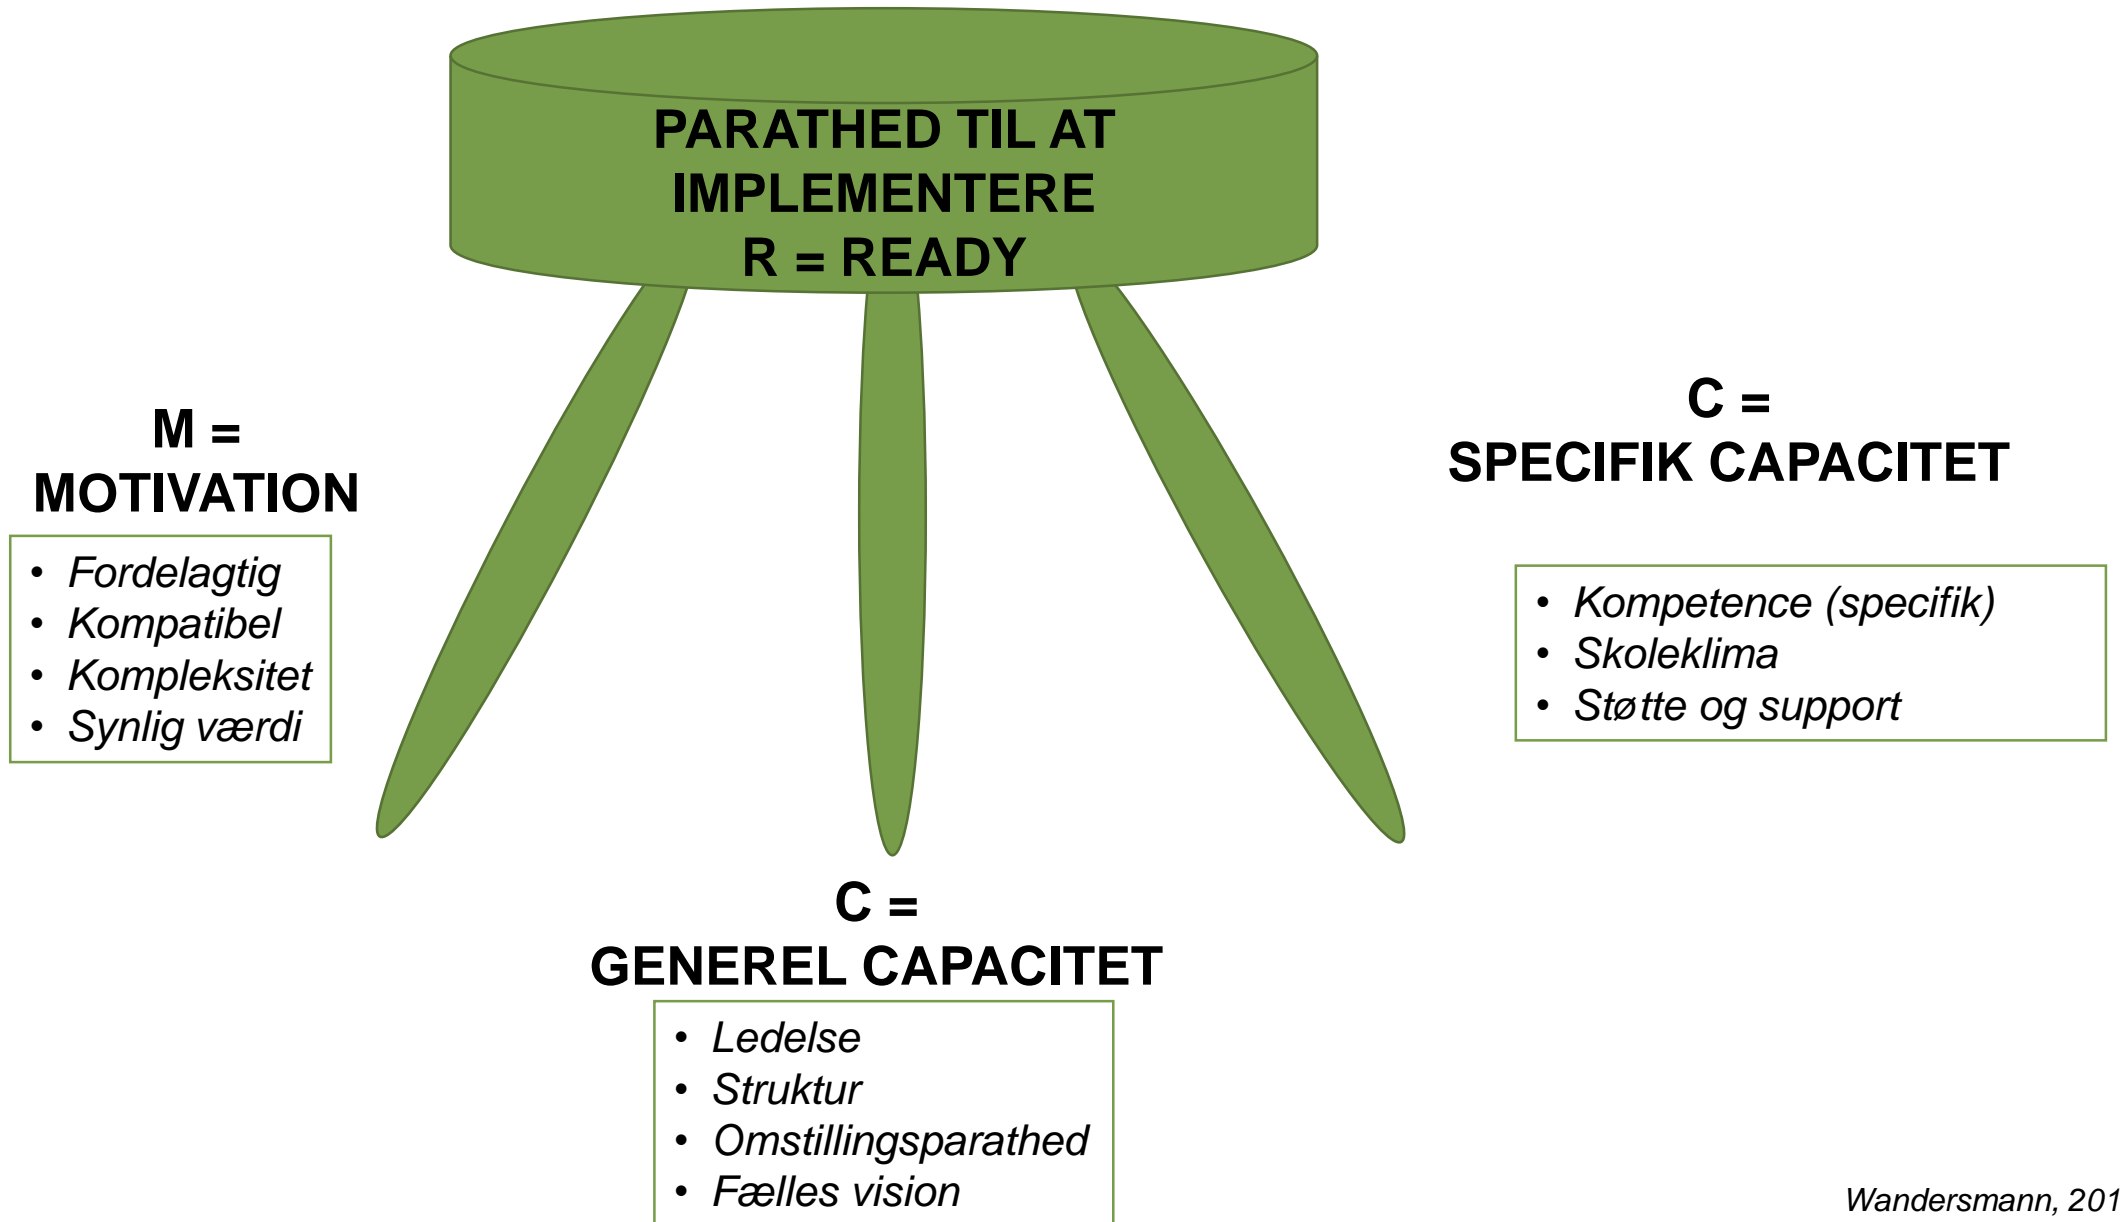 PARATHED TIL AT
IMPLEMENTERE
R = READY
M =
MOTIVATION
• Fordelagtig
• Kompatibel
• Kompleksitet
• Synlig værdi
C =
SPECIFIK CAPACITET
• Kompetence (specifik)
• Skoleklima
• Støtte og support
C =
GENEREL CAPACITET
• Ledelse
• Struktur
• Omstillingsparathed
• Fælles vision
Wandersmann, 201